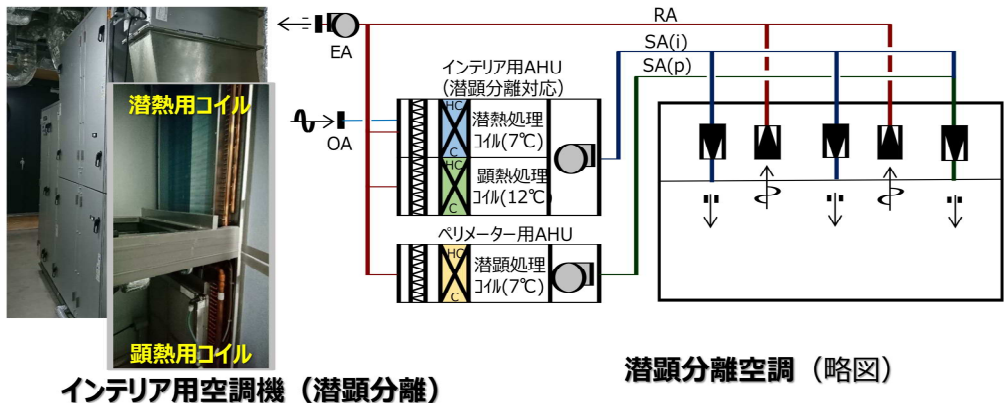 潜熱用コイル
顕熱用コイル
インテリア用空調機（潜顕分離）
EA
OA
RA
SA(i)
SA(p)
インテリア用AHU
（潜顕分離対応）
HC
C
潜熱処理
コイル(7℃)
顕熱処理
コイル(12℃)
C
ペリメーター用AHU
HC
C
潜顕処理
コイル(7℃)
潜顕分離空調（略図）